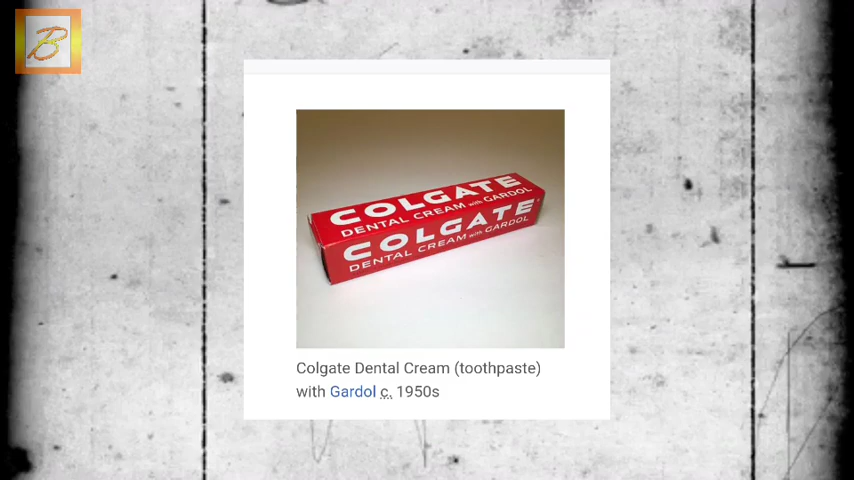 B
COLGATE
DENTAL CREAM with GARDOL
COLGATE
DENTAL CREAM with GARDOL
Colgate Dental Cream (toothpaste)
with Gardol c. 1950s